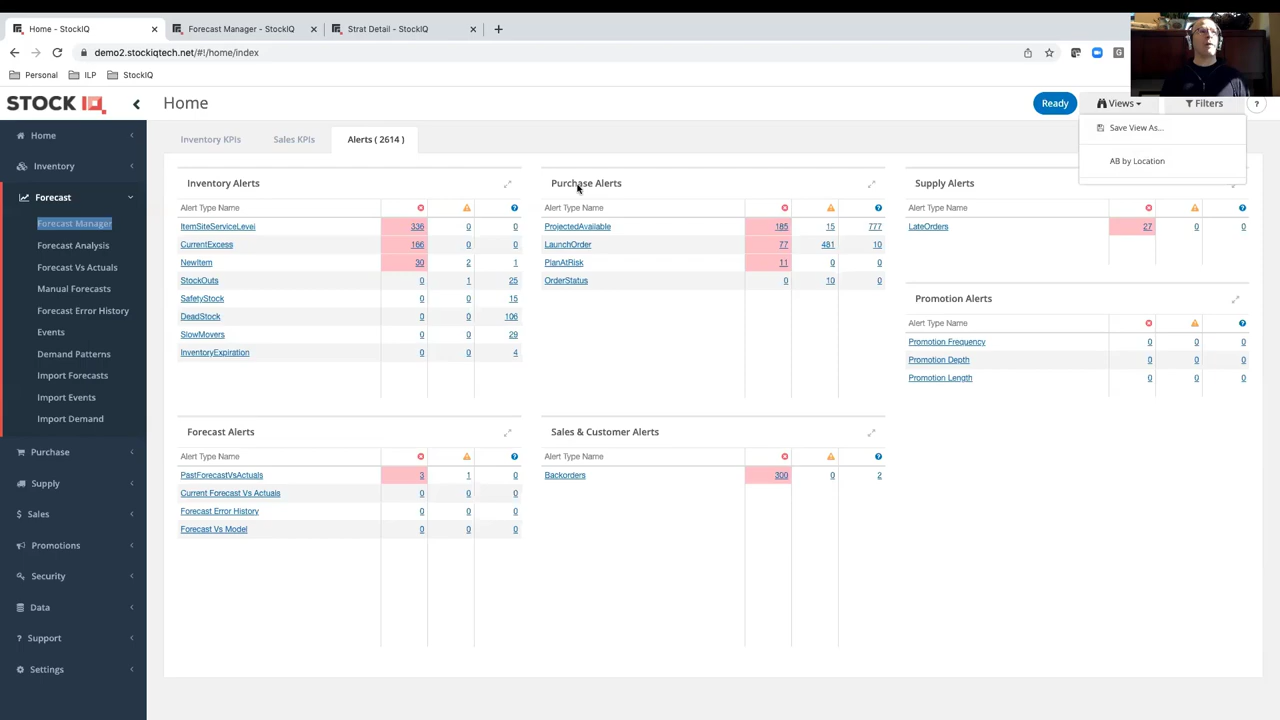 Home - StockIQ
Forecast Manager - StockIQ
Strat Detail - StockIQ
demo2.stockiqtech.net/#!/home/index
Personal
ILP
StockIQ
STOCK IQ
Home
Ready
Views
Filters
?
Save View As...
AB by Location
Home
Inventory
Forecast
Forecast Manager
Forecast Analysis
Forecast Vs Actuals
Manual Forecasts
Forecast Error History
Events
Demand Patterns
Import Forecasts
Import Events
Import Demand
Purchase
Supply
Sales
Promotions
Security
Data
Support
Settings
Inventory KPIs
Sales KPIs
Alerts ( 2614 )
Inventory Alerts
Alert Type Name
ItemSiteServiceLevel 336 0 0
CurrentExcess 166 0 0
NewItem 30 2 1
StockOuts 0 1 25
SafetyStock 0 0 15
DeadStock 0 0 106
SlowMovers 0 0 29
InventoryExpiration 0 0 4
Purchase Alerts
Alert Type Name
ProjectedAvailable 185 15 777
LaunchOrder 77 481 10
PlanAtRisk 11 0 0
OrderStatus 0 10 0
Supply Alerts
Alert Type Name
LateOrders 27 0 0
Promotion Alerts
Alert Type Name
Promotion Frequency 0 0 0
Promotion Depth 0 0 0
Promotion Length 0 0 0
Forecast Alerts
Alert Type Name
PastForecastVsActuals 3 1 0
Current Forecast Vs Actuals 0 0 0
Forecast Error History 0 0 0
Forecast Vs Model 0 0 0
Sales & Customer Alerts
Alert Type Name
Backorders 300 0 2